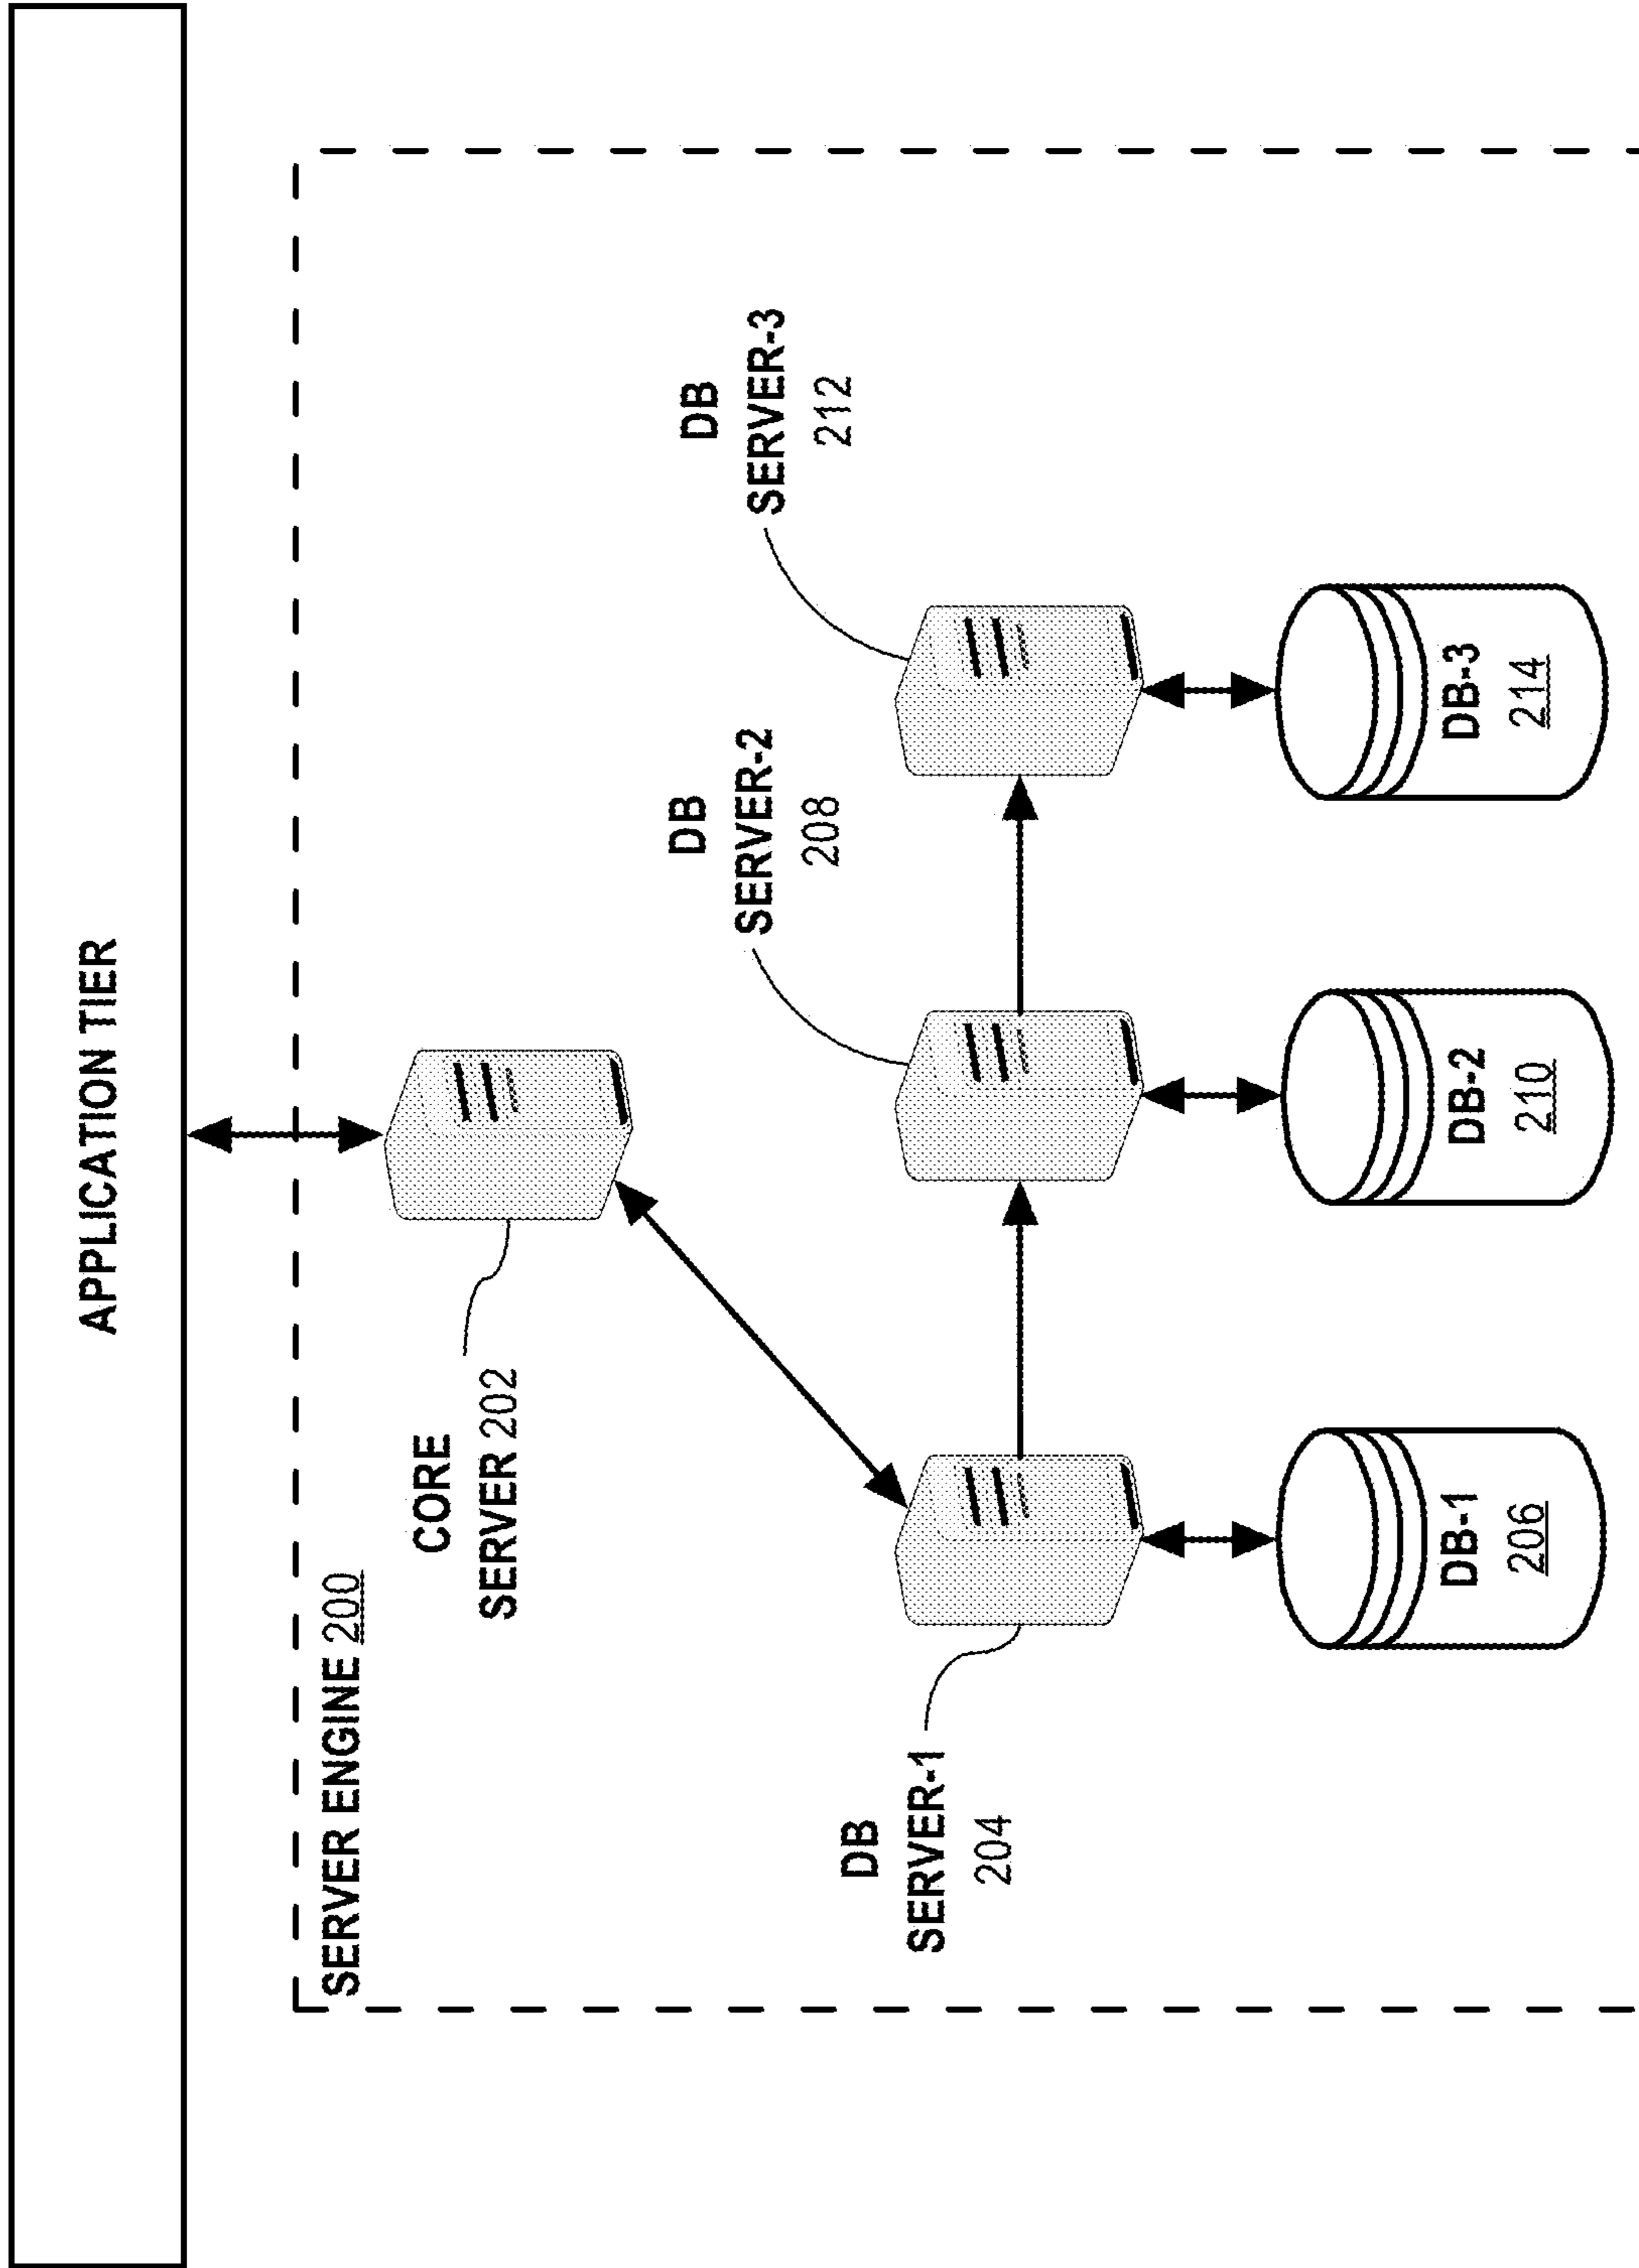 APPLICATION TIER
SERVER ENGINE 200
CORE
SERVER 202
DB
SERVER-1
204
DB
SERVER-2
208
DB
SERVER-3
212
DB-1
206
DB-2
210
DB-3
214